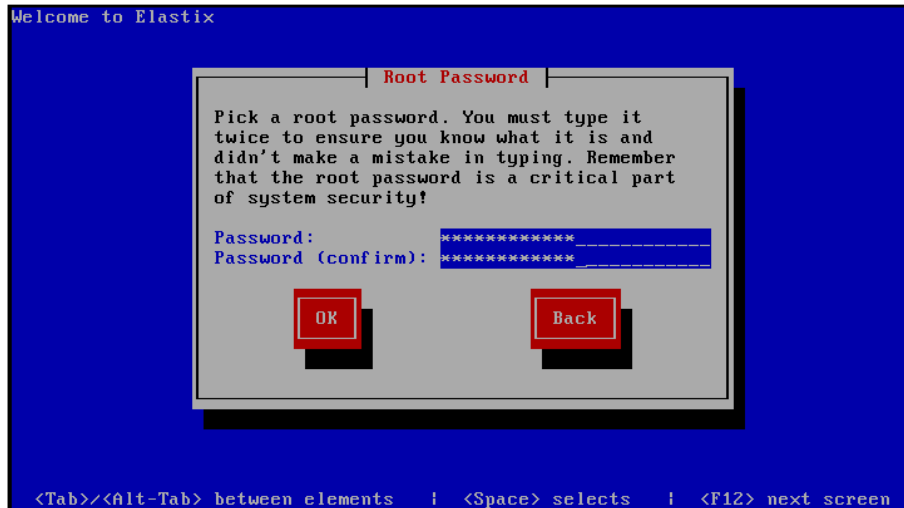 Welcome to Elastix
Root Password
Pick a root password. You must type it
twice to ensure you know what it is and
didn't make a mistake in typing. Remember
that the root password is a critical part
of system security!
Password: ************____________
Password (confirm): ************____________
OK Back
<Tab>/<Alt-Tab> between elements | <Space> selects | <F12> next screen